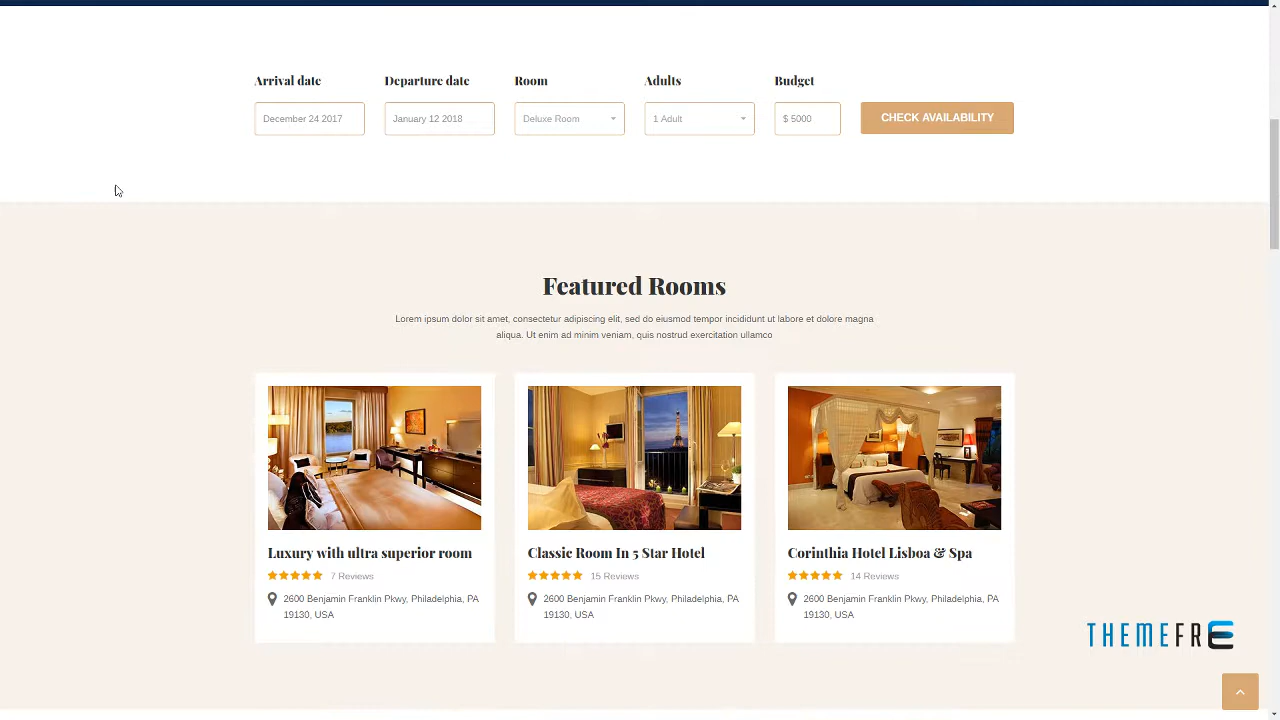 Arrival date
Departure date
Room
Adults
Budget
December 24 2017
January 12 2018
Deluxe Room
1 Adult
$ 5000
CHECK AVAILABILITY
Featured Rooms
Lorem ipsum dolor sit amet, consectetur adipiscing elit, sed do eiusmod tempor incididunt ut labore et dolore magna
aliqua. Ut enim ad minim veniam, quis nostrud exercitation ullamco
Luxury with ultra superior room
7 Reviews
2600 Benjamin Franklin Pkwy, Philadelphia, PA
19130, USA
Classic Room In 5 Star Hotel
15 Reviews
2600 Benjamin Franklin Pkwy, Philadelphia, PA
19130, USA
Corinthia Hotel Lisboa & Spa
14 Reviews
2600 Benjamin Franklin Pkwy, Philadelphia, PA
19130, USA
THEMEFRE